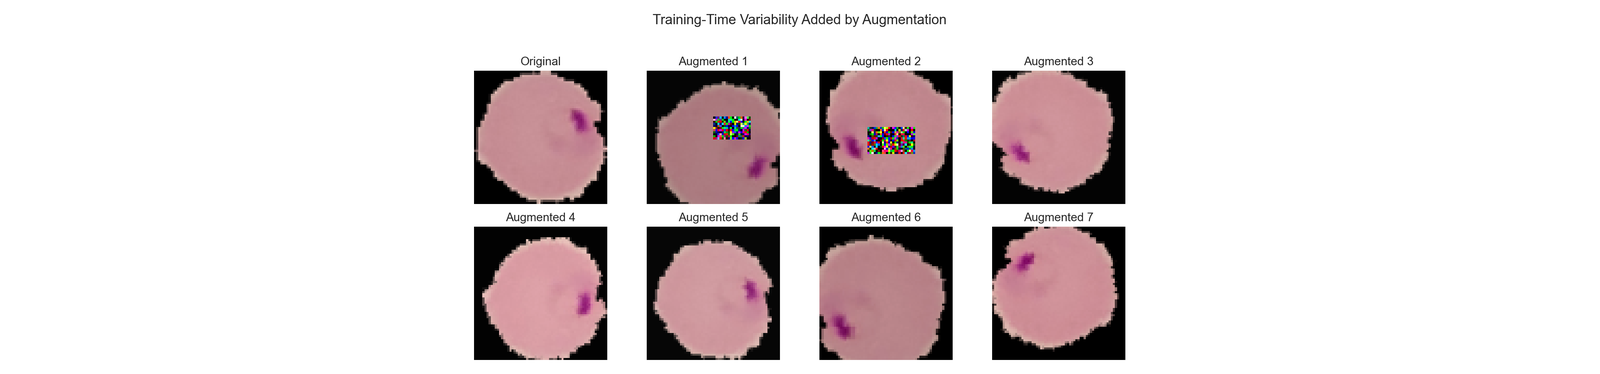 Training-Time Variability Added by Augmentation
Original
Augmented 1
Augmented 2
Augmented 3
Augmented 4
Augmented 5
Augmented 6
Augmented 7